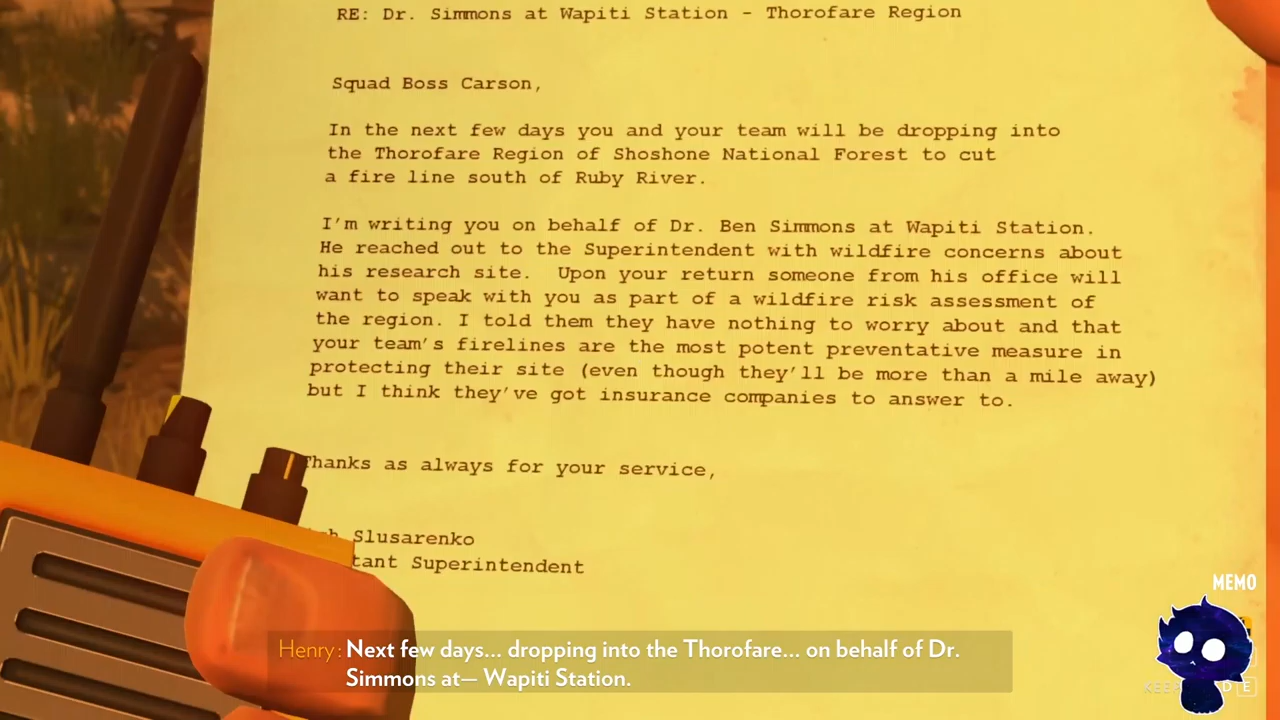 RE: Dr. Simmons at Wapiti Station - Thorofare Region
Squad Boss Carson,
In the next few days you and your team will be dropping into
the Thorofare Region of Shoshone National Forest to cut
a fire line south of Ruby River.
I'm writing you on behalf of Dr. Ben Simmons at Wapiti Station.
He reached out to the Superintendent with wildfire concerns about
his research site. Upon your return someone from his office will
want to speak with you as part of a wildfire risk assessment of
the region. I told them they have nothing to worry about and that
your team's firelines are the most potent preventative measure in
protecting their site (even though they'll be more than a mile away)
but I think they've got insurance companies to answer to.
Thanks as always for your service,
Slusarenko
tant Superintendent
MEMO
E
Henry: Next few days... dropping into the Thorofare... on behalf of Dr.
Simmons at— Wapiti Station.